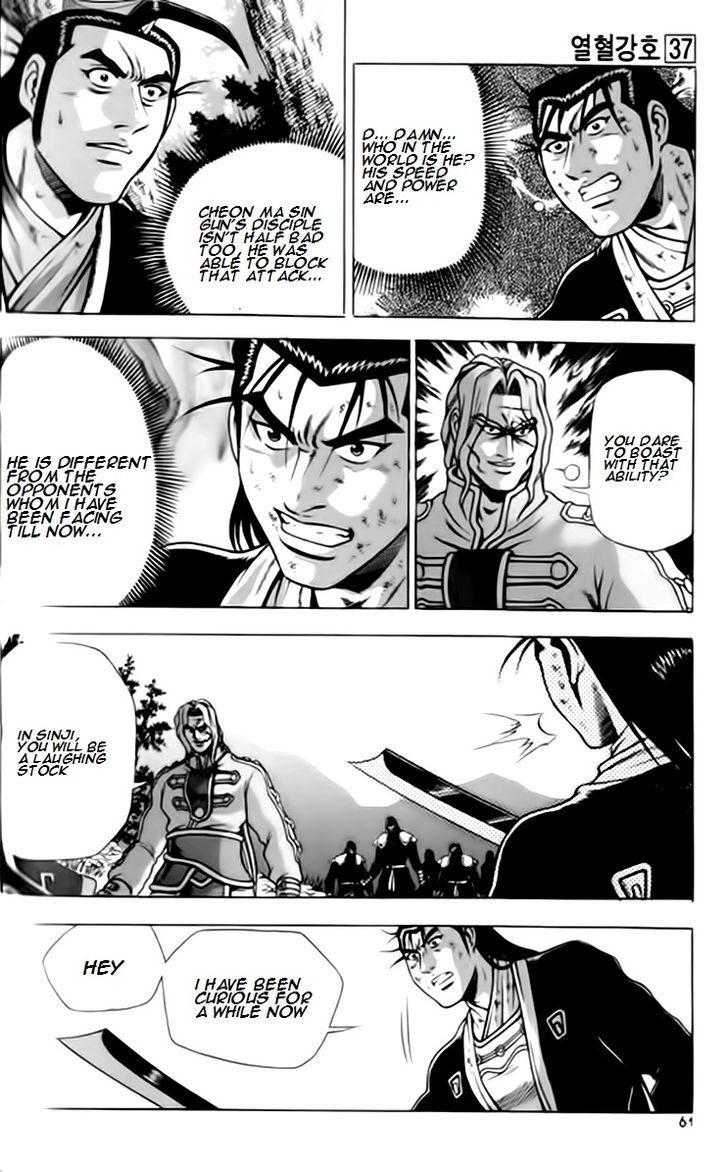 열혈강호 37
CHEON MA SIN
GUN'S DISCIPLE
ISN'T HALF BAD
TOO, HE WAS
ABLE TO BLOCK
THAT ATTACK...
D... DAMN...
WHO IN THE
WORLD IS HE?
HIS SPEED
AND POWER
ARE...
HE IS DIFFERENT
FROM THE
OPPONENTS
WHOM I HAVE
BEEN FACING
TILL NOW...
YOU DARE
TO BOAST
WITH THAT
ABILITY?
IN SINJI,
YOU WILL BE
A LAUGHING
STOCK
HEY
I HAVE BEEN
CURIOUS FOR
A WHILE NOW
61